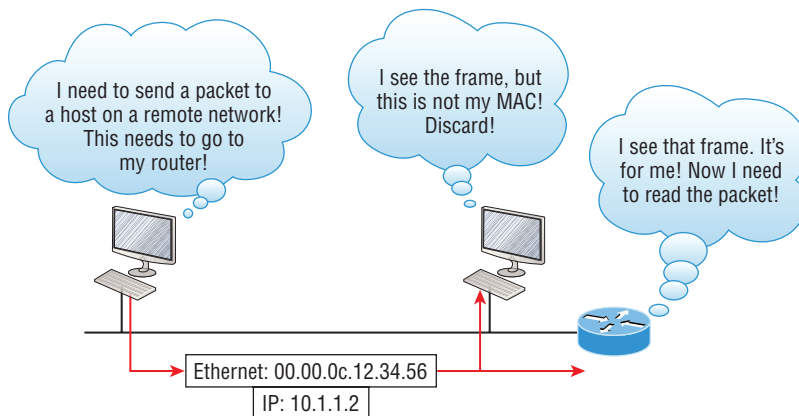 I need to send a packet to
a host on a remote network!
This needs to go to
my router!
I see the frame, but
this is not my MAC!
Discard!
I see that frame. It’s
for me! Now I need
to read the packet!
Ethernet: 00.00.0c.12.34.56
IP: 10.1.1.2